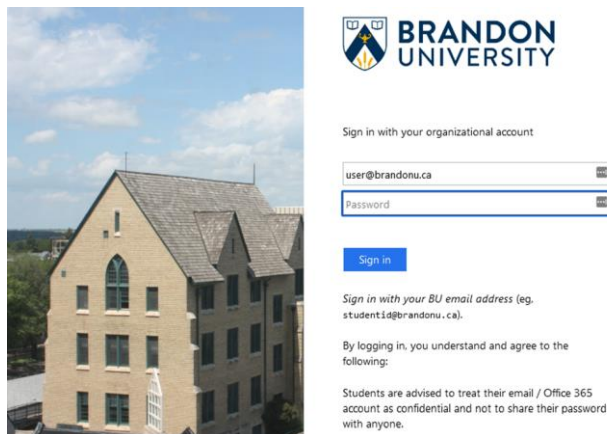 BRANDON
UNIVERSITY
Sign in with your organizational account
user@brandonu.ca
Password
Sign in
Sign in with your BU email address (eg.
studentid@brandonu.ca).
By logging in, you understand and agree to the
following:
Students are advised to treat their email / Office 365
account as confidential and not to share their password
with anyone.